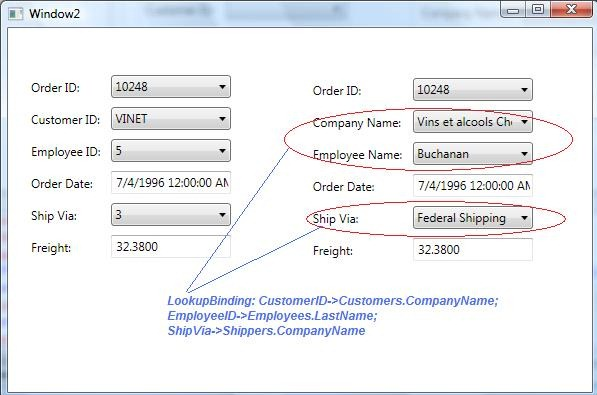 Window2
Order ID: 10248
Customer ID: VINET
Employee ID: 5
Order Date: 7/4/1996 12:00:00 AM
Ship Via: 3
Freight: 32.3800
Order ID: 10248
Company Name: Vins et alcools Che
Employee Name: Buchanan
Order Date: 7/4/1996 12:00:00 AM
Ship Via: Federal Shipping
Freight: 32.3800
LookupBinding: CustomerID->Customers.CompanyName;
EmployeeID->Employees.LastName;
ShipVia->Shippers.CompanyName